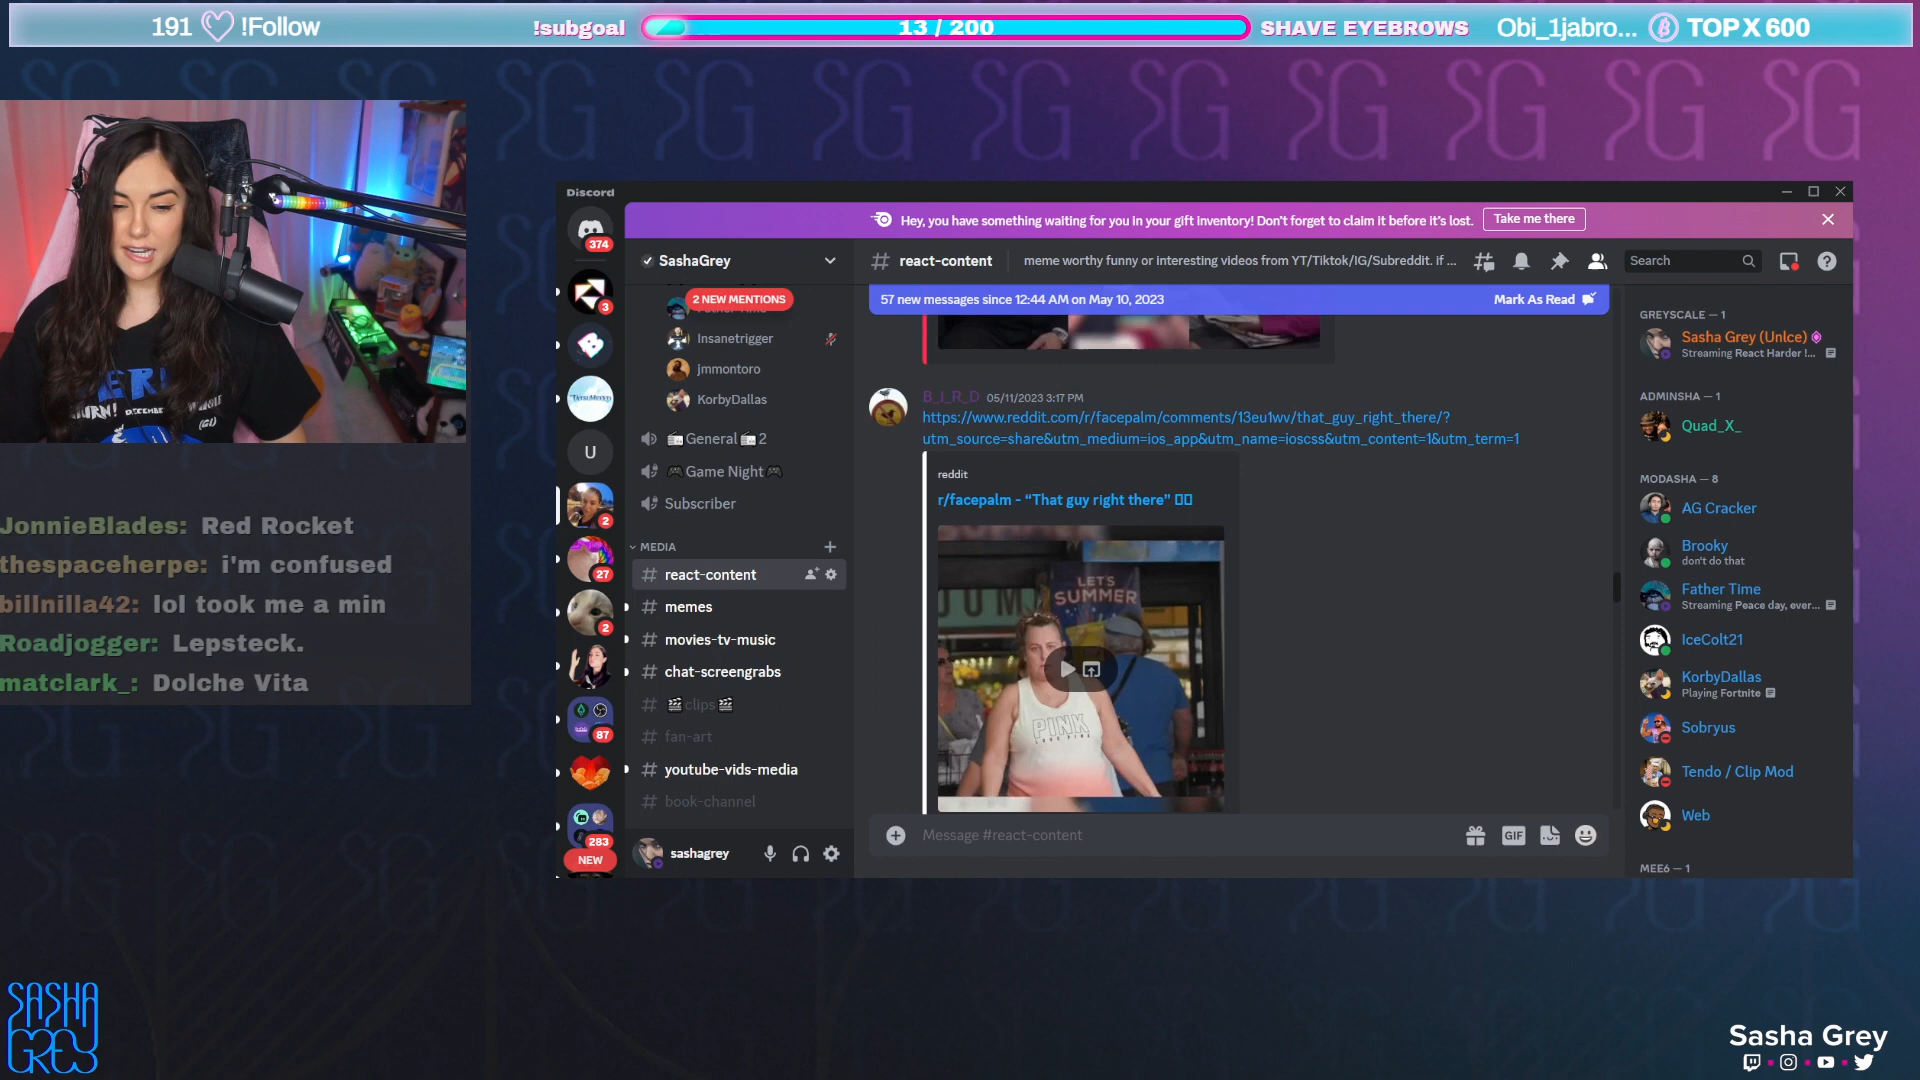 191 !Follow
!subgoal
13 / 200
SHAVE EYEBROWS
Obi_1jabro...
TOP X 600
Discord
Hey, you have something waiting for you in your gift inventory! Don't forget to claim it before it's lost.
Take me there
374
SashaGrey
react-content
meme worthy funny or interesting videos from YT/Tiktok/IG/Subreddit. if ...
Search
2 NEW MENTIONS
57 new messages since 12:44 AM on May 10, 2023
Mark As Read
3
Insanetrigger
jmmontoro
KorbyDallas
General 2
Game Night
Subscriber
U
2
27
2
87
283
NEW
MEDIA
react-content
memes
movies-tv-music
chat-screengrabs
clips
fan-art
youtube-vids-media
book-channel
sashagrey
B_I_R_D 05/11/2023 3:17 PM
https://www.reddit.com/r/facepalm/comments/13eu1wv/that_guy_right_there/?
utm_source=share&utm_medium=ios_app&utm_name=ioscss&utm_content=1&utm_term=1
reddit
r/facepalm - “That guy right there”
LET'S
SUMMER
PINK
Message #react-content
GIF
GREYSCALE — 1
Sasha Grey (Unlce)
Streaming React Harder !...
ADMINSHA — 1
Quad_X_
MODASHA — 8
AG Cracker
Brooky
don't do that
Father Time
Streaming Peace day, ever...
IceColt21
KorbyDallas
Playing Fortnite
Sobryus
Tendo / Clip Mod
Web
MEE6 — 1
JonnieBlades: Red Rocket
thespaceherpe: i'm confused
billnilla42: lol took me a min
Roadjogger: Lepsteck.
matclark_: Dolche Vita
SASHA
GREY
Sasha Grey